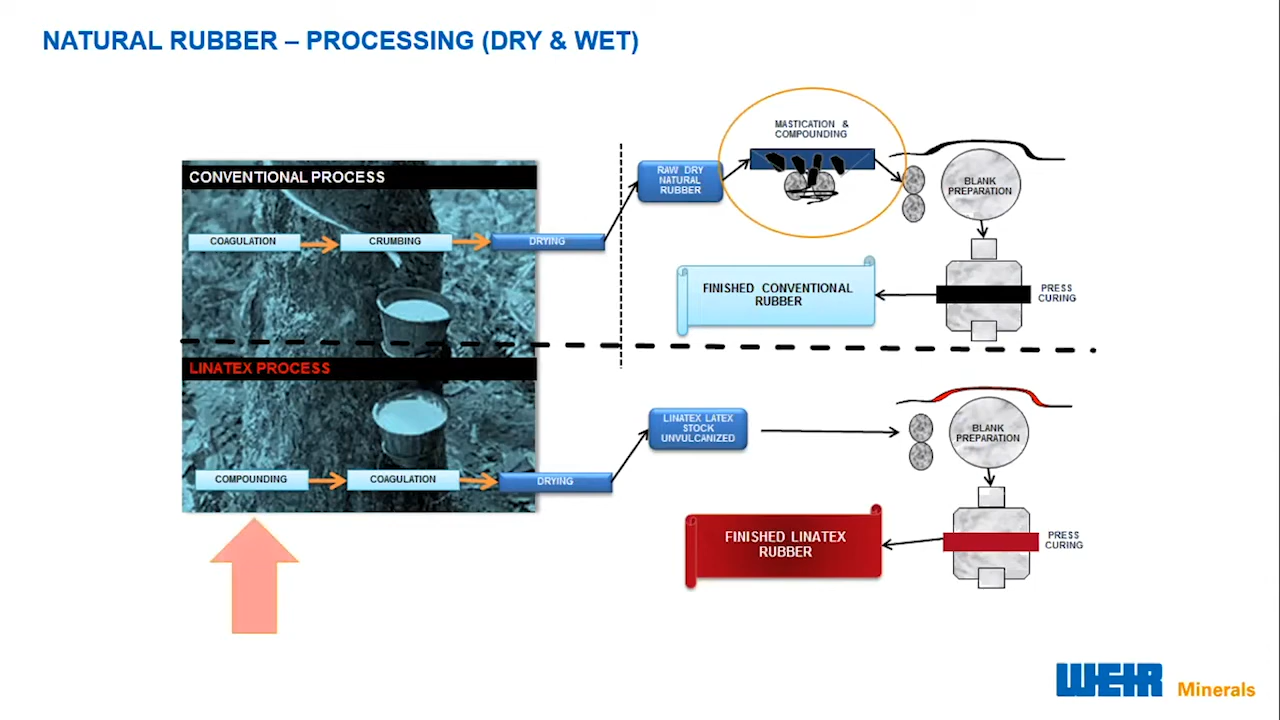 NATURAL RUBBER – PROCESSING (DRY & WET)
CONVENTIONAL PROCESS
COAGULATION
CRUMBING
DRYING
RAW DRY
NATURAL
RUBBER
MASTICATION &
COMPOUNDING
BLANK
PREPARATION
PRESS
CURING
FINISHED CONVENTIONAL
RUBBER
LINATEX PROCESS
COMPOUNDING
COAGULATION
DRYING
LINATEX LATEX
STOCK
UNVULCANIZED
BLANK
PREPARATION
PRESS
CURING
FINISHED LINATEX
RUBBER
WEIR Minerals